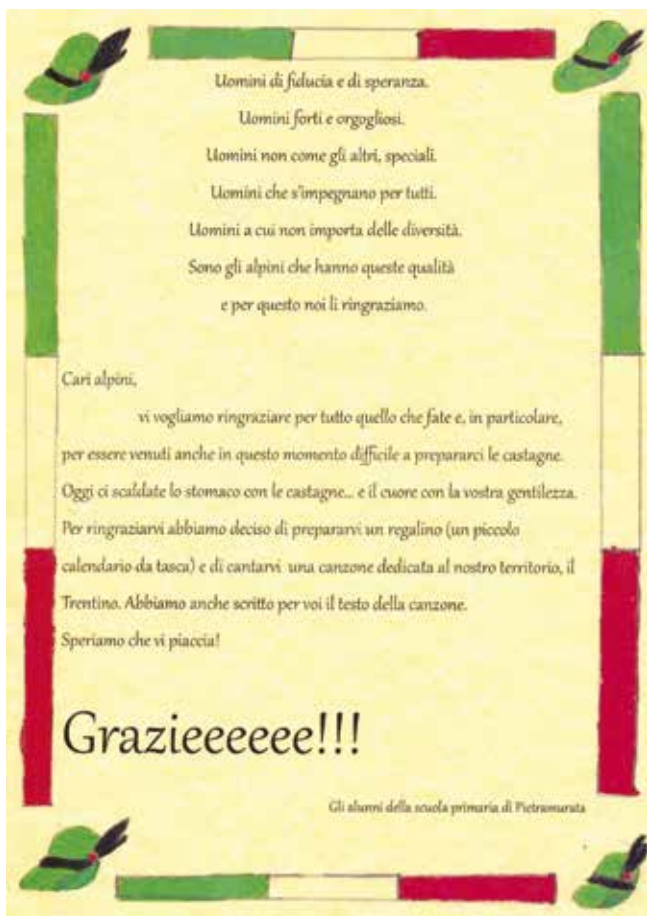 Uomini di fiducia e di speranza.
Uomini forti e orgogliosi.
Uomini non come gli altri, speciali.
Uomini che s'impegnano per tutti.
Uomini a cui non importa delle diversità.
Sono gli alpini che hanno queste qualità
e per questo noi li ringraziamo.
Cari alpini,
vi vogliamo ringraziare per tutto quello che fate e, in particolare,
per essere venuti anche in questo momento difficile a prepararci le castagne.
Oggi ci scaldate lo stomaco con le castagne... e il cuore con la vostra gentilezza.
Per ringraziarvi abbiamo deciso di prepararvi un regalino (un piccolo
calendario da tasca) e di cantarvi una canzone dedicata al nostro territorio, il
Trentino. Abbiamo anche scritto per voi il testo della canzone.
Speriamo che vi piaccia!
Grazieeeeee!!!
Gli alunni della scuola primaria di Pietramurata